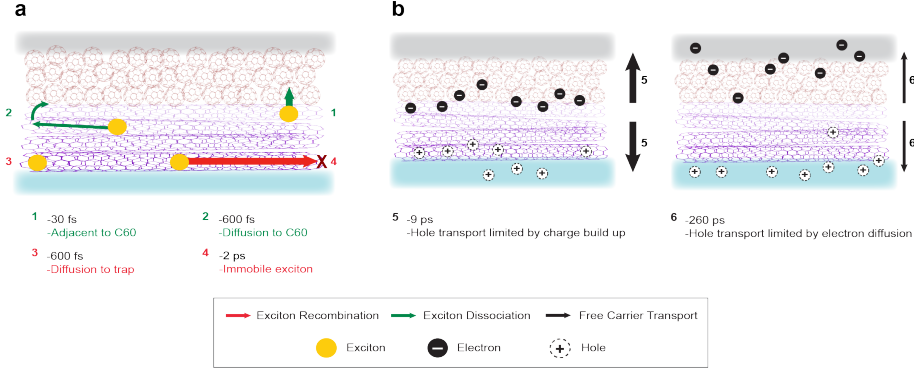 a
b
2
1
3
X 4
5
5
6
6
1 -30 fs
-Adjacent to C60
2 -600 fs
-Diffusion to C60
3 -600 fs
-Diffusion to trap
4 -2 ps
-Immobile exciton
5 -9 ps
-Hole transport limited by charge build up
6 -260 ps
-Hole transport limited by electron diffusion
Exciton Recombination
Exciton Dissociation
Free Carrier Transport
Exciton
Electron
Hole